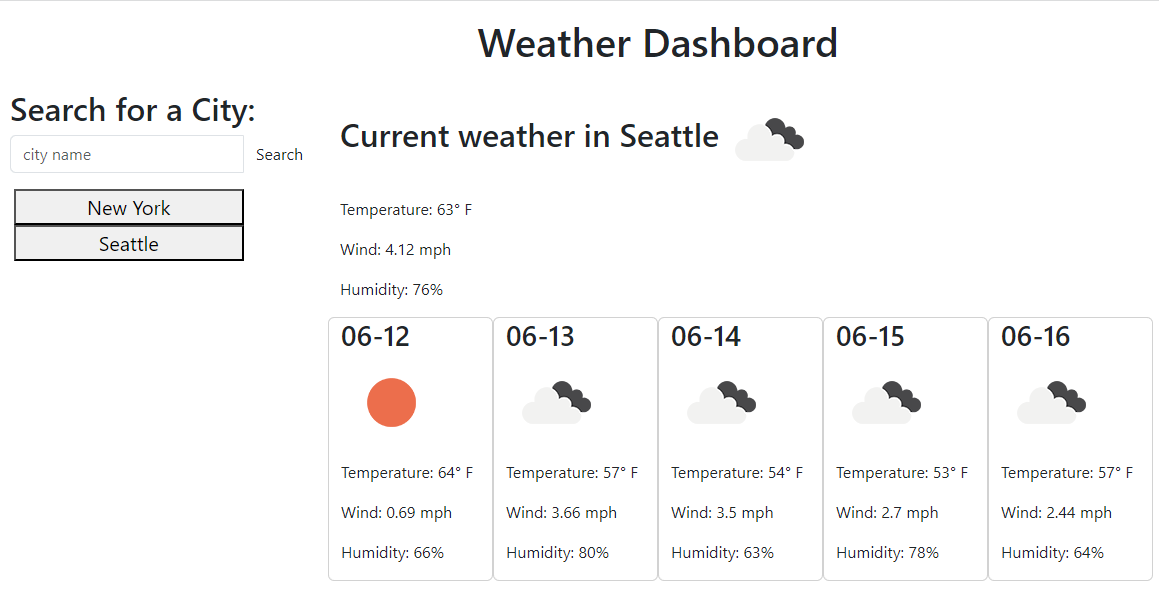 Weather Dashboard
Search for a City:
city name
Search
New York
Seattle
Current weather in Seattle
Temperature: 63° F
Wind: 4.12 mph
Humidity: 76%
06-12
Temperature: 64° F
Wind: 0.69 mph
Humidity: 66%
06-13
Temperature: 57° F
Wind: 3.66 mph
Humidity: 80%
06-14
Temperature: 54° F
Wind: 3.5 mph
Humidity: 63%
06-15
Temperature: 53° F
Wind: 2.7 mph
Humidity: 78%
06-16
Temperature: 57° F
Wind: 2.44 mph
Humidity: 64%